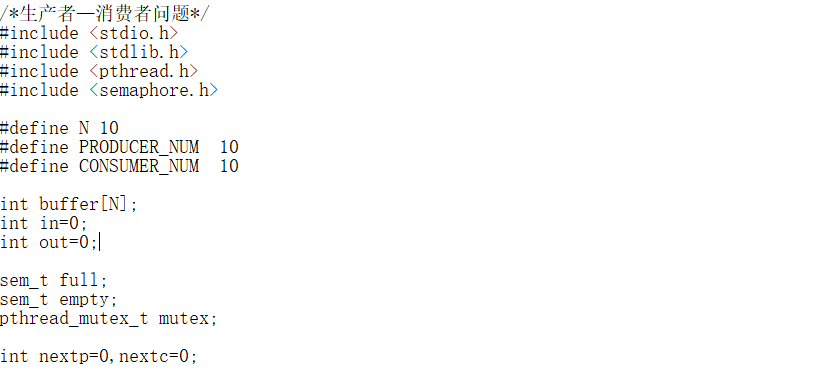 /*生产者—消费者问题*/
#include <stdio.h>
#include <stdlib.h>
#include <pthread.h>
#include <semaphore.h>
#define N 10
#define PRODUCER_NUM  10
#define CONSUMER_NUM  10
int buffer[N];
int in=0;
int out=0;
sem_t full;
sem_t empty;
pthread_mutex_t mutex;
int nextp=0,nextc=0;